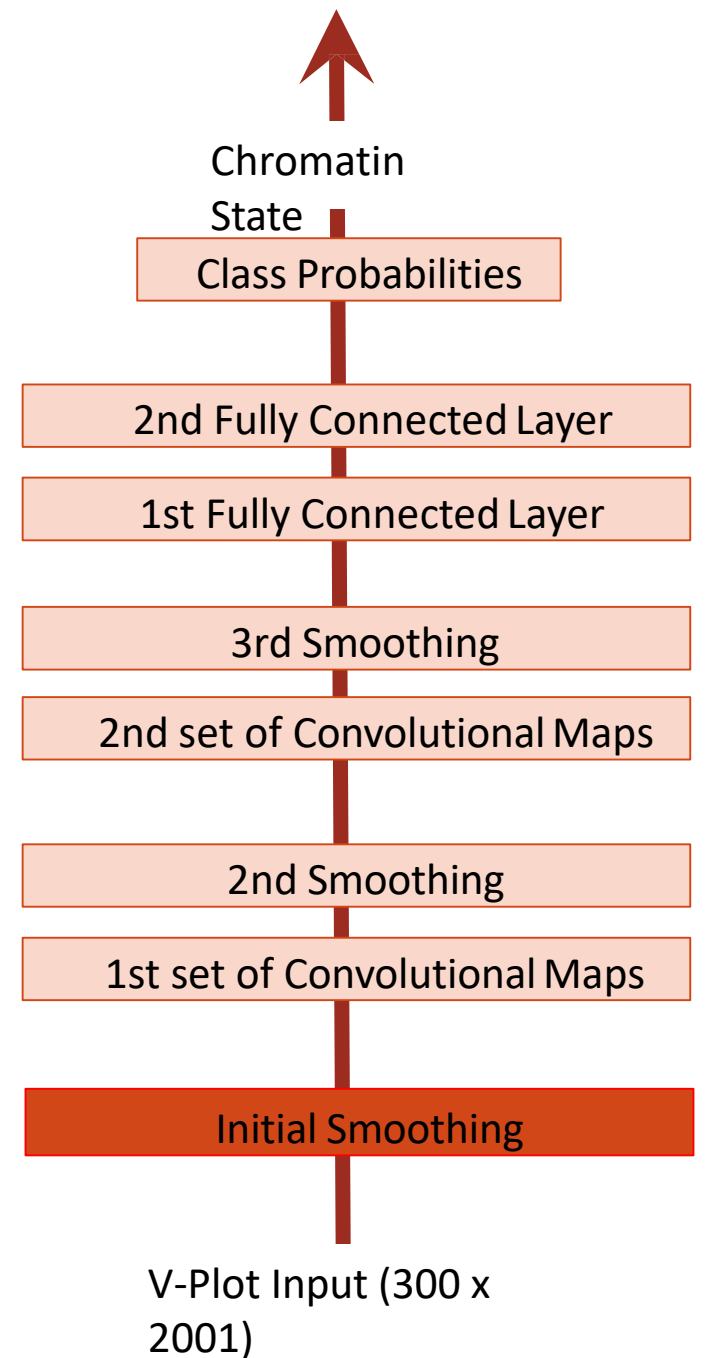 Chromatin
State
Class Probabilities
2nd Fully Connected Layer
1st Fully Connected Layer
3rd Smoothing
2nd set of Convolutional Maps
2nd Smoothing
1st set of Convolutional Maps
Initial Smoothing
V-Plot Input (300 x
2001)